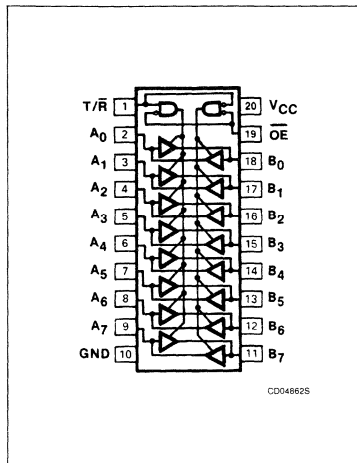 T/R̅ 1 20 VCC
A0 2 19 O̅E̅
A1 3 18 B0
A2 4 17 B1
A3 5 16 B2
A4 6 15 B3
A5 7 14 B4
A6 8 13 B5
A7 9 12 B6
GND 10 11 B7
CD04862S